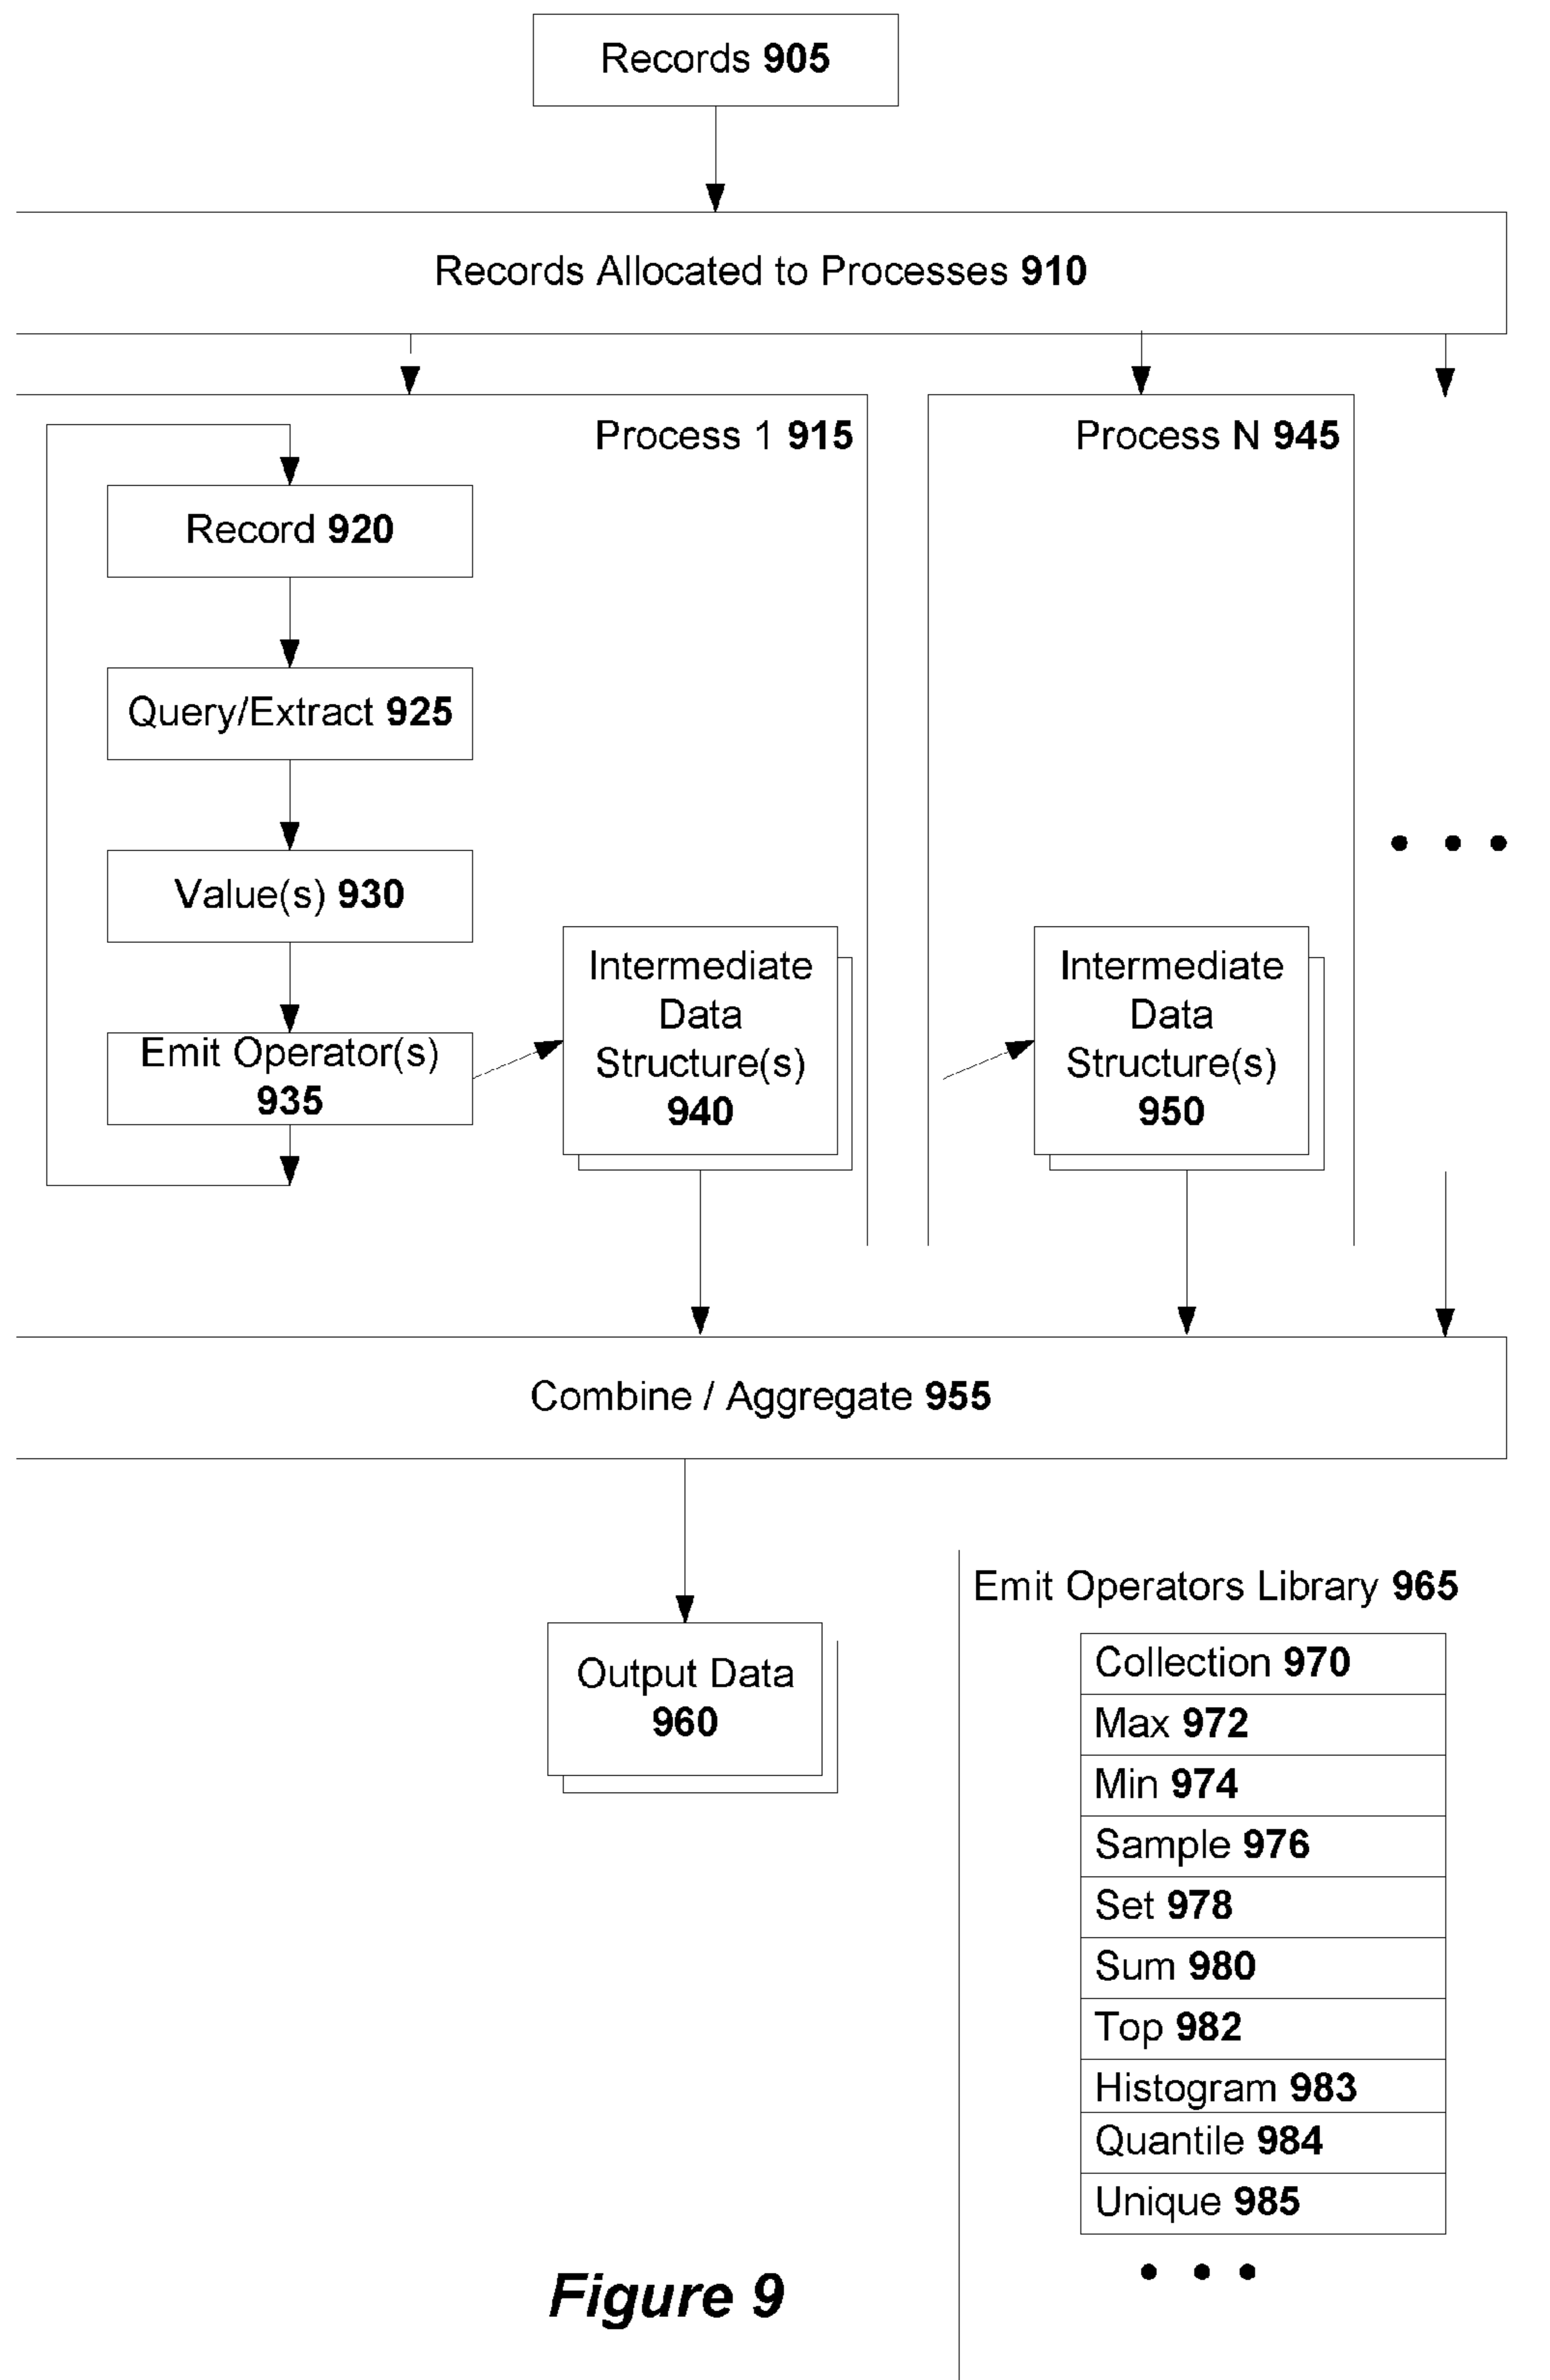 Records 905
Records Allocated to Processes 910
Process 1 915
Process N 945
Record 920
Query/Extract 925
Value(s) 930
Emit Operator(s)
935
Intermediate
Data
Structure(s)
940
Intermediate
Data
Structure(s)
950
Combine / Aggregate 955
Output Data
960
Emit Operators Library 965
Collection 970
Max 972
Min 974
Sample 976
Set 978
Sum 980
Top 982
Histogram 983
Quantile 984
Unique 985
Figure 9